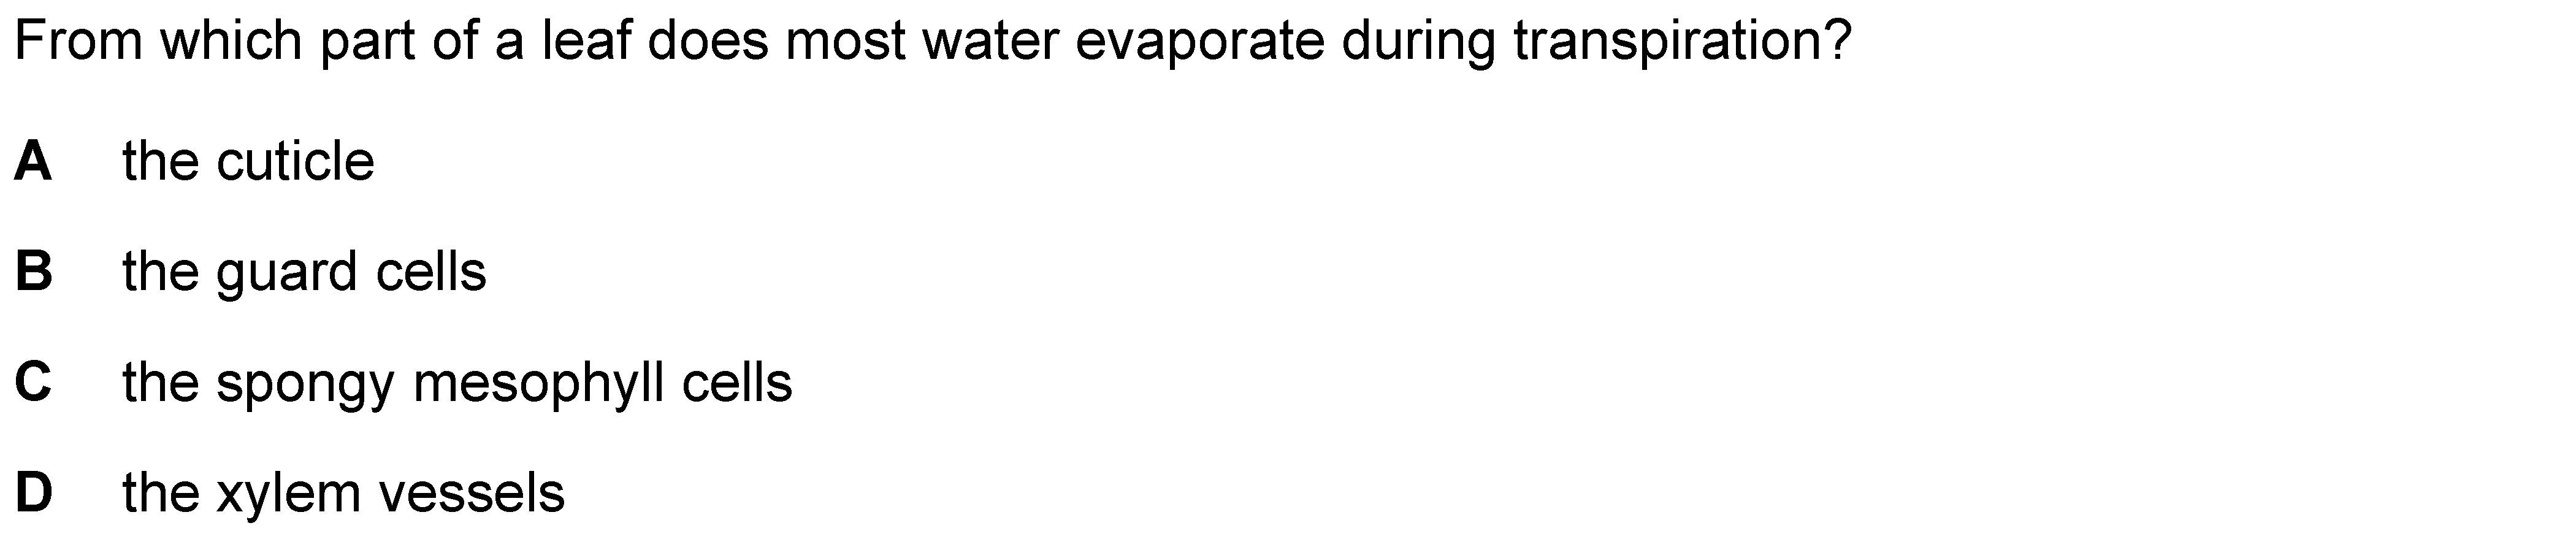 From which part of a leaf does most water evaporate during transpiration?
A the cuticle
B the guard cells
C the spongy mesophyll cells
D the xylem vessels